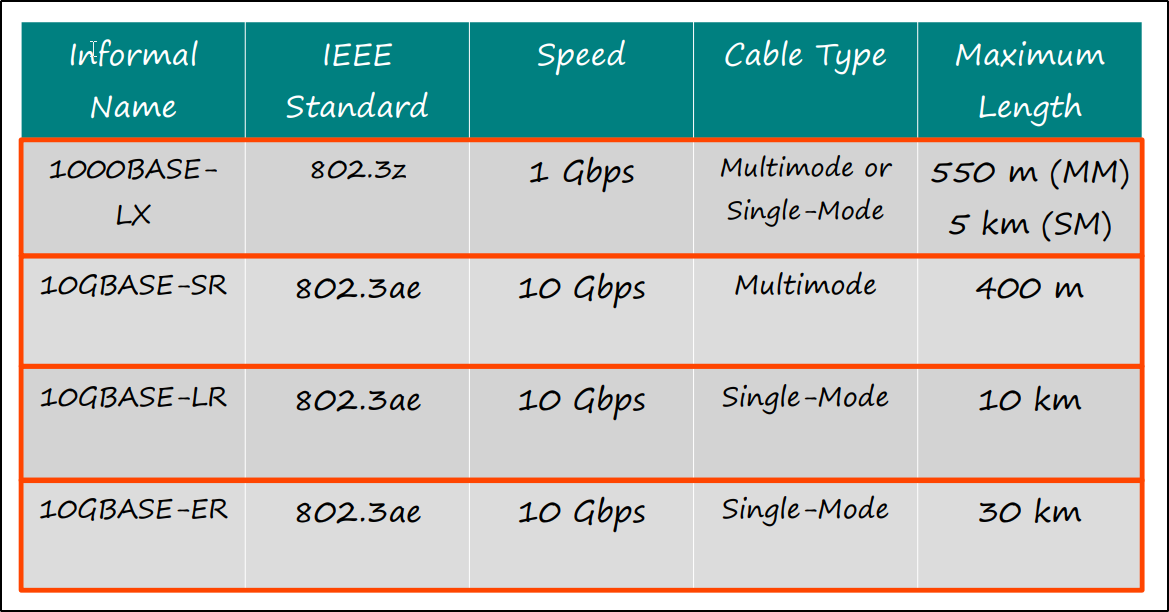 Informal Name IEEE Standard Speed Cable Type Maximum Length
1000BASE-LX 802.3z 1 Gbps Multimode or Single-Mode 550 m (MM) 5 km (SM)
10GBASE-SR 802.3ae 10 Gbps Multimode 400 m
10GBASE-LR 802.3ae 10 Gbps Single-Mode 10 km
10GBASE-ER 802.3ae 10 Gbps Single-Mode 30 km